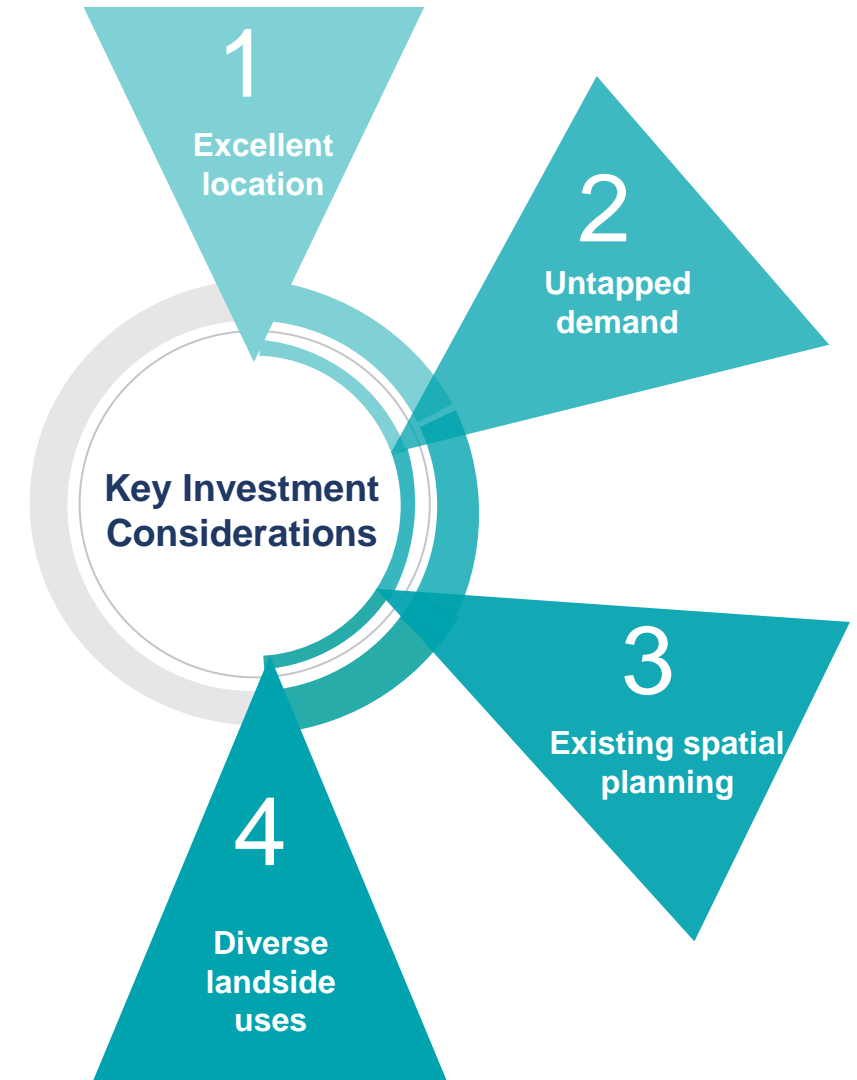 1
Excellent
location
2
Untapped
demand
Key Investment
Considerations
3
Existing spatial
planning
4
Diverse
landside
uses